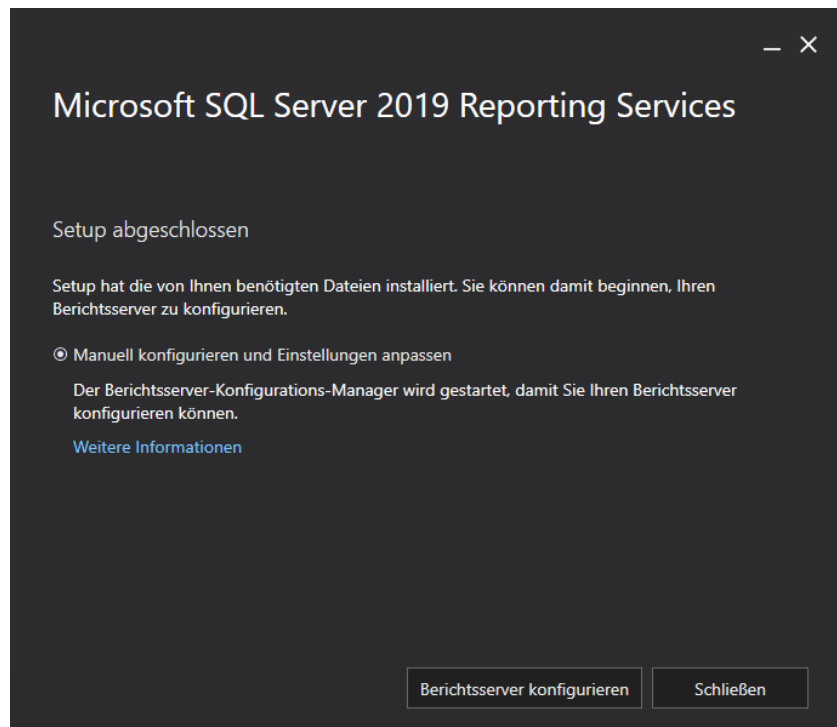 Microsoft SQL Server 2019 Reporting Services
Setup abgeschlossen
Setup hat die von Ihnen benötigten Dateien installiert. Sie können damit beginnen, Ihren
Berichtsserver zu konfigurieren.
Manuell konfigurieren und Einstellungen anpassen
Der Berichtsserver-Konfigurations-Manager wird gestartet, damit Sie Ihren Berichtsserver
konfigurieren können.
Weitere Informationen
Berichtsserver konfigurieren
Schließen